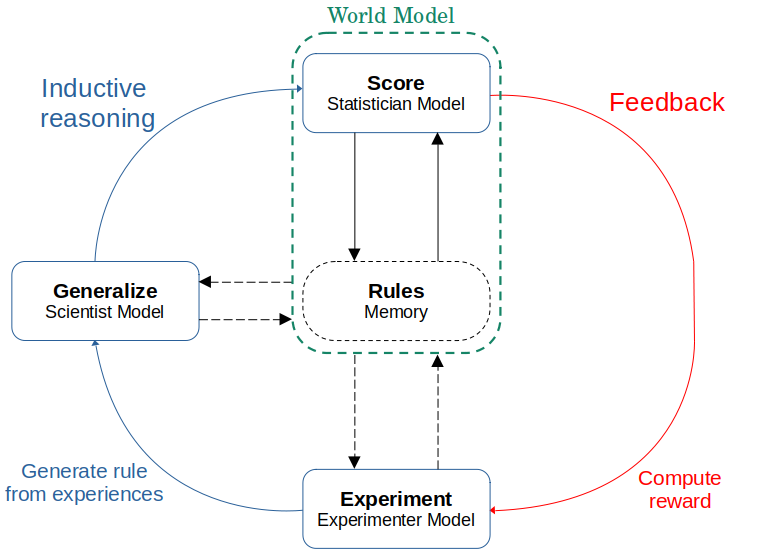 World Model
Score
Statistician Model
Inductive
reasoning
Feedback
Generalize
Scientist Model
Rules
Memory
Generate rule
from experiences
Compute
reward
Experiment
Experimenter Model